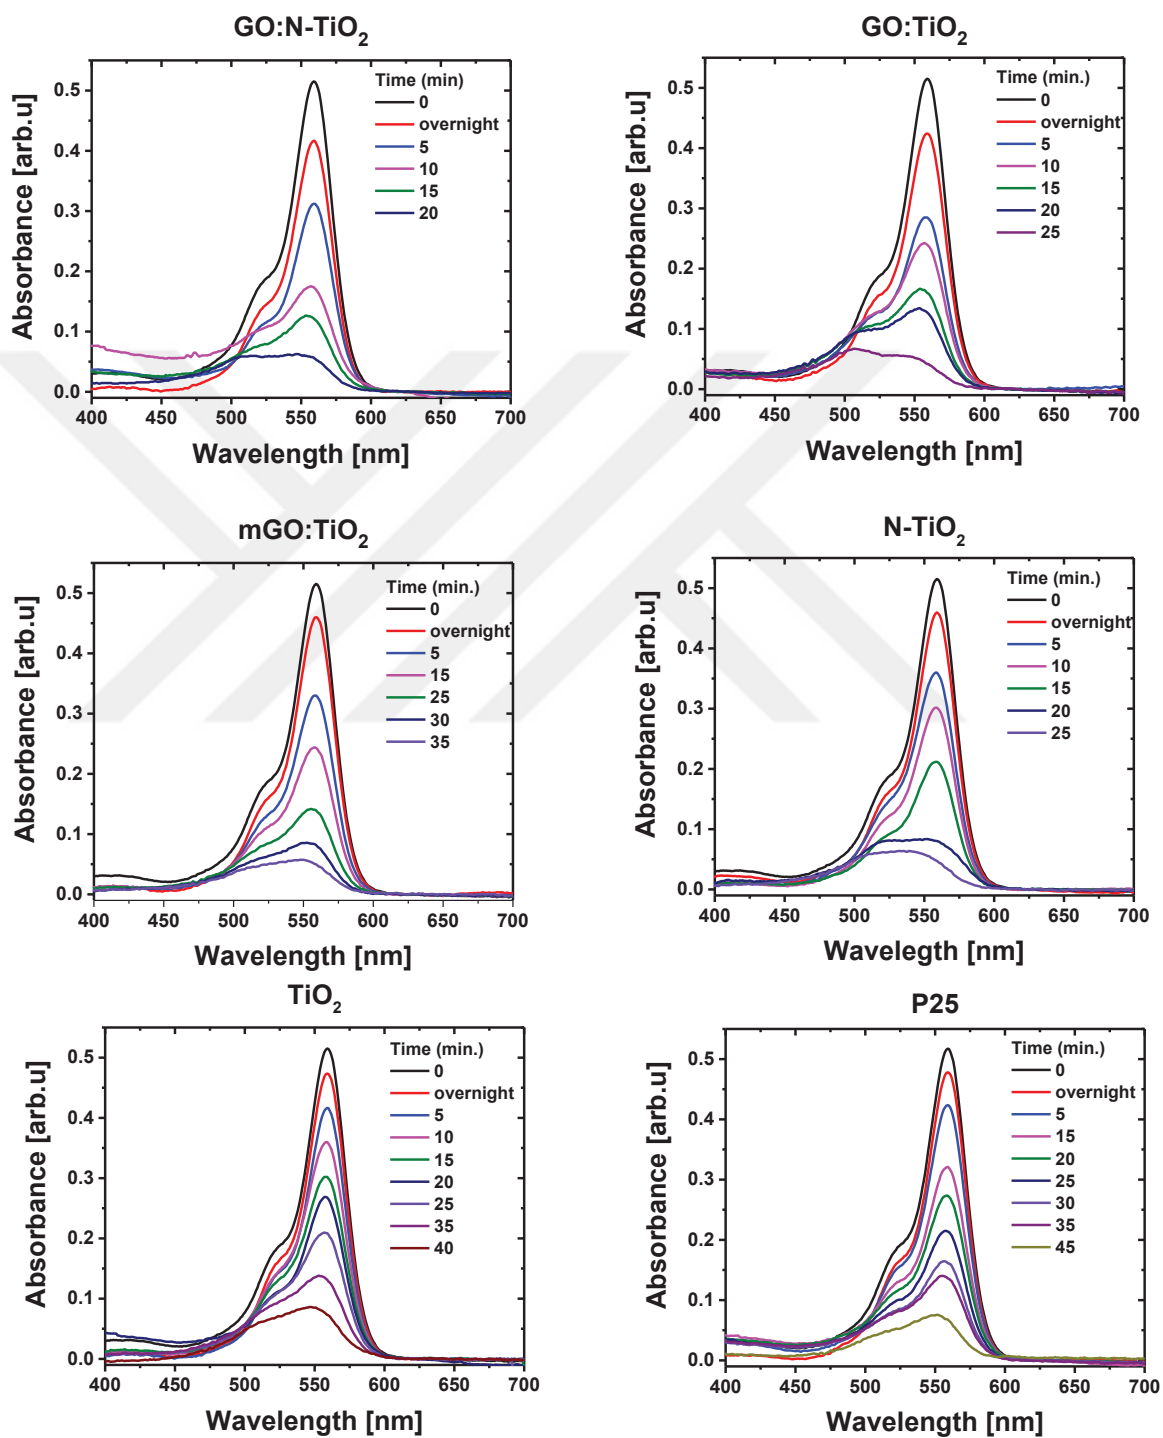 GO:N-TiO2
Absorbance [arb.u]
0.5
0.4
0.3
0.2
0.1
0.0
Time (min)
0
overnight
5
10
15
20
400 450 500 550 600 650 700
Wavelength [nm]
GO:TiO2
Absorbance [arb.u]
0.5
0.4
0.3
0.2
0.1
0.0
Time (min.)
0
overnight
5
10
15
20
25
400 450 500 550 600 650 700
Wavelength [nm]
mGO:TiO2
Absorbance [arb.u]
0.5
0.4
0.3
0.2
0.1
0.0
Time (min.)
0
overnight
5
15
25
30
35
400 450 500 550 600 650 700
Wavelength [nm]
N-TiO2
Absorbance [arb.u]
0.5
0.4
0.3
0.2
0.1
0.0
Time (min.)
0
overnight
5
10
15
20
25
400 450 500 550 600 650 700
Wavelegth [nm]
TiO2
Absorbance [arb.u]
0.5
0.4
0.3
0.2
0.1
0.0
Time (min.)
0
overnight
5
10
15
20
25
35
40
400 450 500 550 600 650 700
Wavelength [nm]
P25
Absorbance [arb.u]
0.5
0.4
0.3
0.2
0.1
0.0
Time (min.)
0
overnight
5
15
20
25
30
35
45
400 450 500 550 600 650 700
Wavelength [nm]